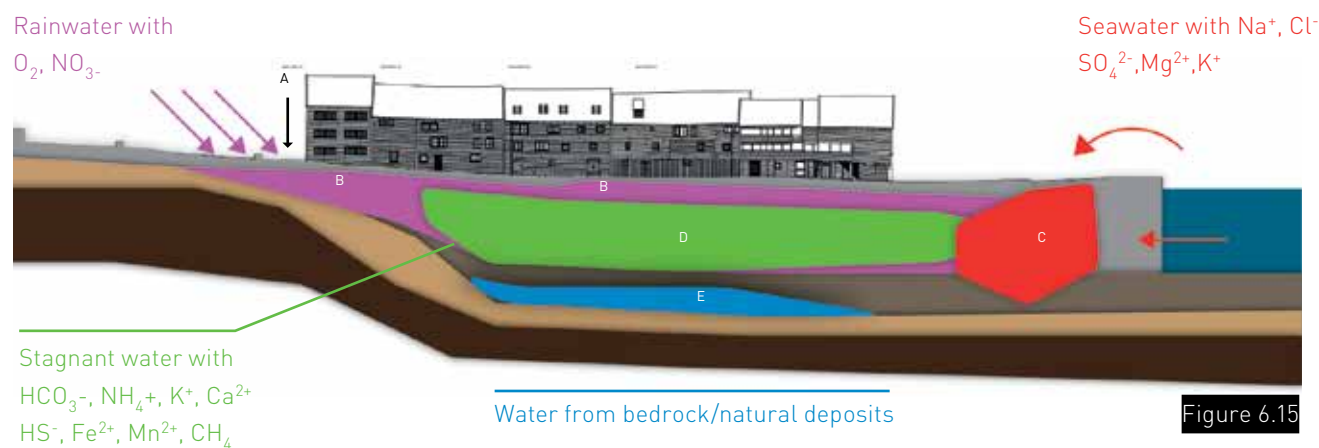 Rainwater with
O₂, NO₃-
Seawater with Na⁺, Cl⁻
SO₄²⁻,Mg²⁺,K⁺
A
B
B
D
C
E
Stagnant water with
HCO₃-, NH₄+, K⁺, Ca²⁺
HS⁻, Fe²⁺, Mn²⁺, CH₄
Water from bedrock/natural deposits
Figure 6.15